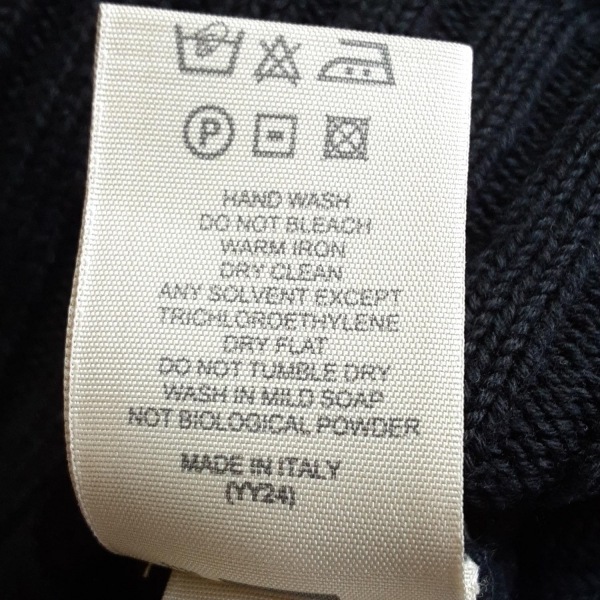 P
HAND WASH
DO NOT BLEACH
WARM IRON
DRY CLEAN
ANY SOLVENT EXCEPT
TRICHLOROETHYLENE
DRY FLAT
DO NOT TUMBLE DRY
WASH IN MILD SOAP
NOT BIOLOGICAL POWDER
MADE IN ITALY
(YY24)